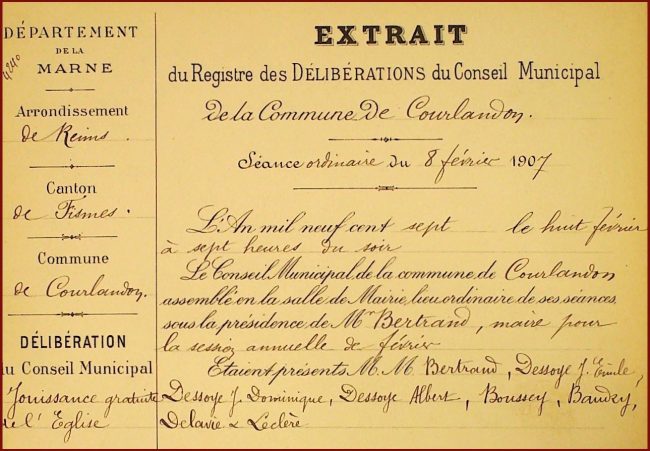 DÉPARTEMENT
DE LA
MARNE
4240
Arrondissement
de Reims.
Canton
de Fismes.
Commune
de Courlandon.
DÉLIBÉRATION
du Conseil Municipal
Jouissance gratuite
de l'Eglise
EXTRAIT
du Registre des DÉLIBÉRATIONS du Conseil Municipal
De la Commune De Courlandon.
Séance ordinaire du 8 février 1907
L'An mil neuf cent sept le huit février
à sept heures du soir
Le Conseil Municipal de la commune de Courlandon
assemblé en la salle de Mairie, lieu ordinaire de ses séances
sous la présidence de Mr Bertrand, maire pour
la session annuelle de février
Etaient présents M. M Bertrand, Dessoye J. Emile,
Dessoye J. Dominique, Dessoye Albert, Boussey, Baudry,
Delavie & Leclère